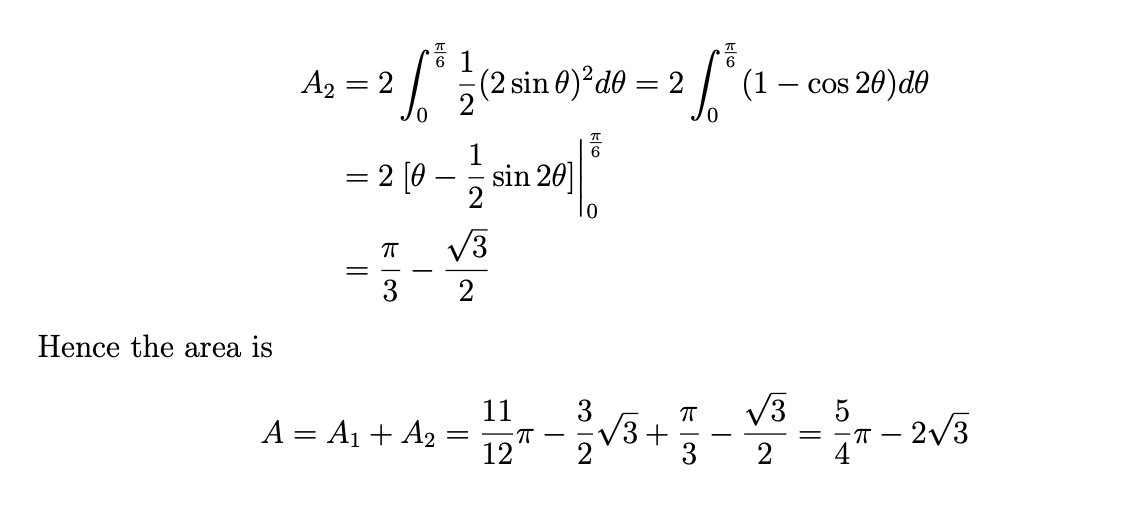 A₂ = 2 ∫₀^{π/6} 1/2 (2 sin θ)² dθ = 2 ∫₀^{π/6} (1 − cos 2θ) dθ
= 2 [θ − 1/2 sin 2θ] |₀^{π/6}
= π/3 − √3/2
Hence the area is
A = A₁ + A₂ = 11/12 π − 3/2 √3 + π/3 − √3/2 = 5/4 π − 2√3